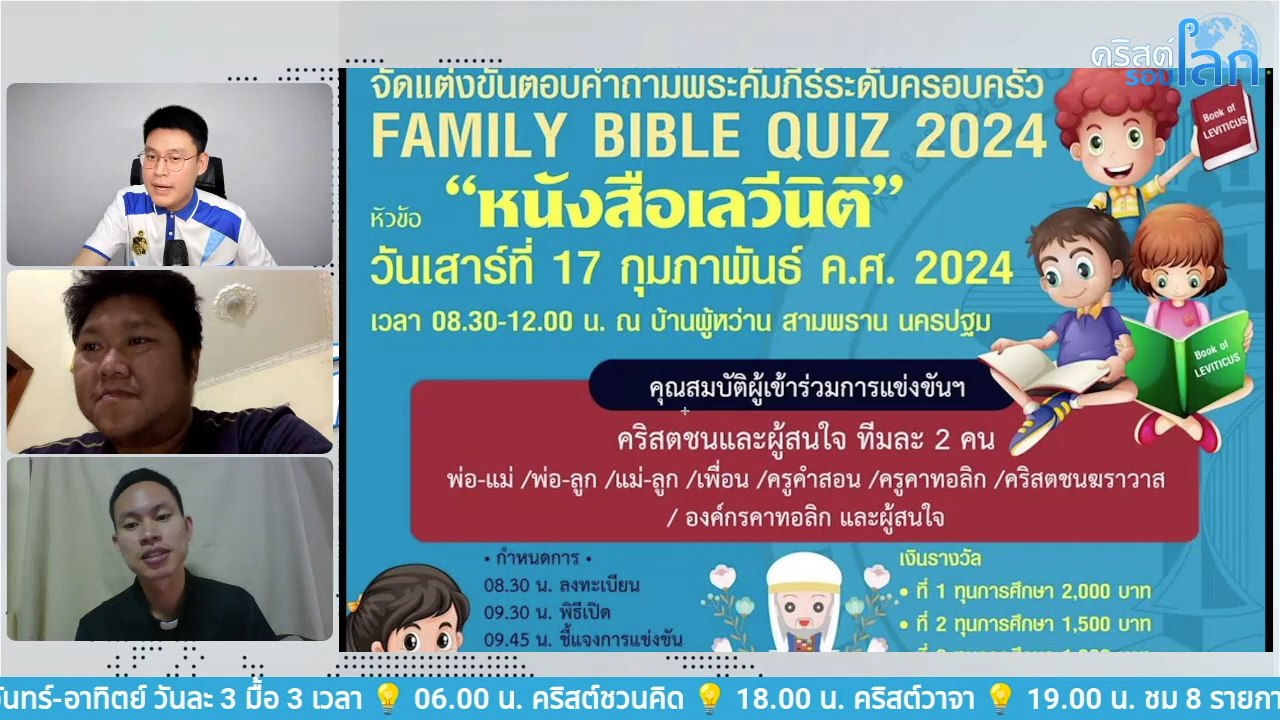 คริสต์
รอบโลก
จัดแต่งขันตอบคำถามพระคัมภีร์ระดับครอบครัว
FAMILY BIBLE QUIZ 2024
หัวข้อ “หนังสือเลวีนิติ”
วันเสาร์ที่ 17 กุมภาพันธ์ ค.ศ. 2024
เวลา 08.30-12.00 น. ณ บ้านผู้หว่าน สามพราน นครปฐม
Book of
LEVITICUS
Book of
LEVITICUS
คุณสมบัติผู้เข้าร่วมการแข่งขันฯ
คริสตชนและผู้สนใจ ทีมละ 2 คน
พ่อ-แม่ /พ่อ-ลูก /แม่-ลูก /เพื่อน /ครูคำสอน /ครูคาทอลิก /คริสตชนฆราวาส
/ องค์กรคาทอลิก และผู้สนใจ
• กำหนดการ •
08.30 น. ลงทะเบียน
09.30 น. พิธีเปิด
09.45 น. ชี้แจงการแข่งขัน
เงินรางวัล
• ที่ 1 ทุนการศึกษา 2,000 บาท
• ที่ 2 ทุนการศึกษา 1,500 บาท
จันทร์-อาทิตย์ วันละ 3 มื้อ 3 เวลา 💡 06.00 น. คริสต์ชวนคิด 💡 18.00 น. คริสต์วาจา 💡 19.00 น. ชม 8 รายกา